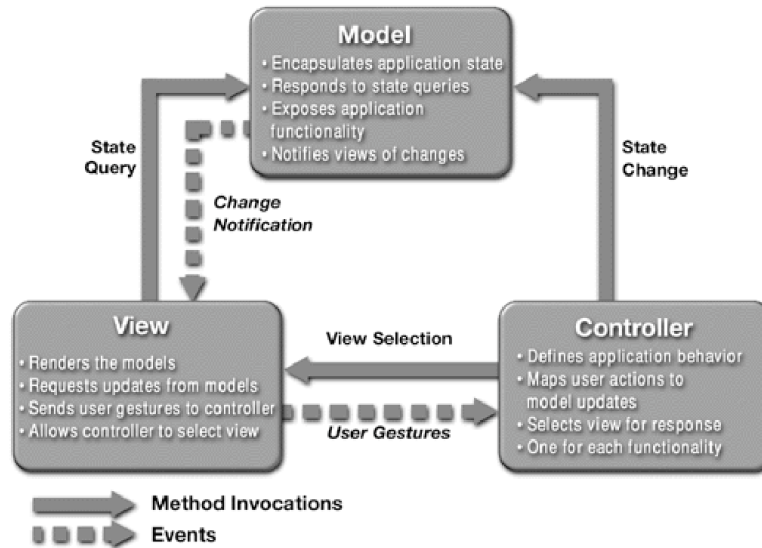 Model
• Encapsulates application state
• Responds to state queries
• Exposes application
functionality
• Notifies views of changes
State
Query
State
Change
Change
Notification
View
• Renders the models
• Requests updates from models
• Sends user gestures to controller
• Allows controller to select view
View Selection
User Gestures
Controller
• Defines application behavior
• Maps user actions to
model updates
• Selects view for response
• One for each functionality
Method Invocations
Events